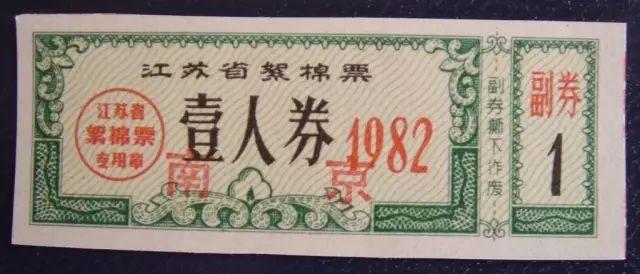 江苏省絮棉票
江苏省
絮棉票
专用章
壹人券
1982
南京
副券撕下作废
副券
1